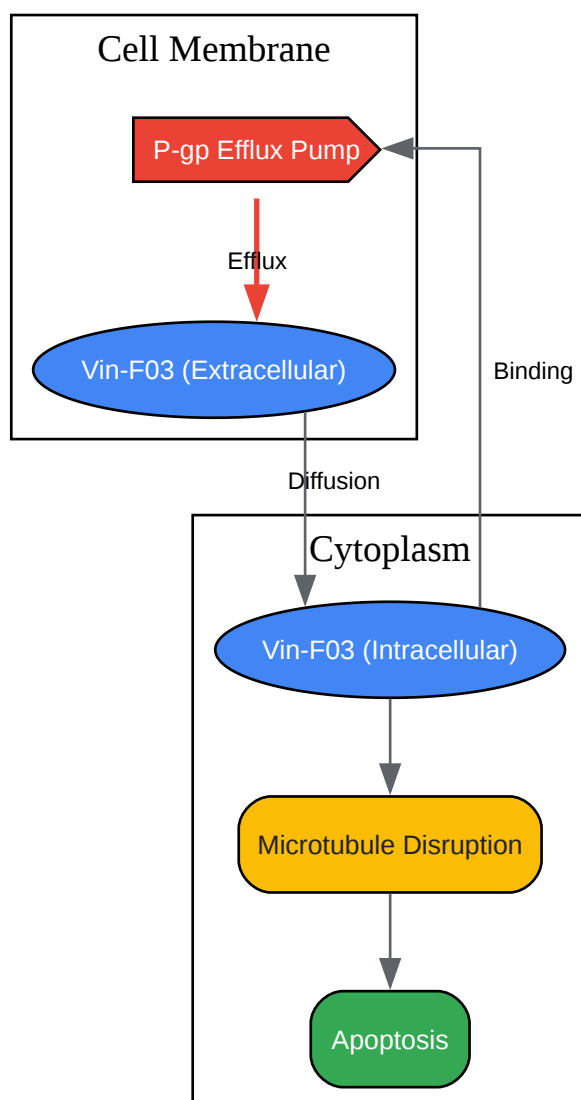 Cell Membrane
P-gp Efflux Pump
Efflux
Vin-F03 (Extracellular)
Binding
Diffusion
Cytoplasm
Vin-F03 (Intracellular)
Microtubule Disruption
Apoptosis